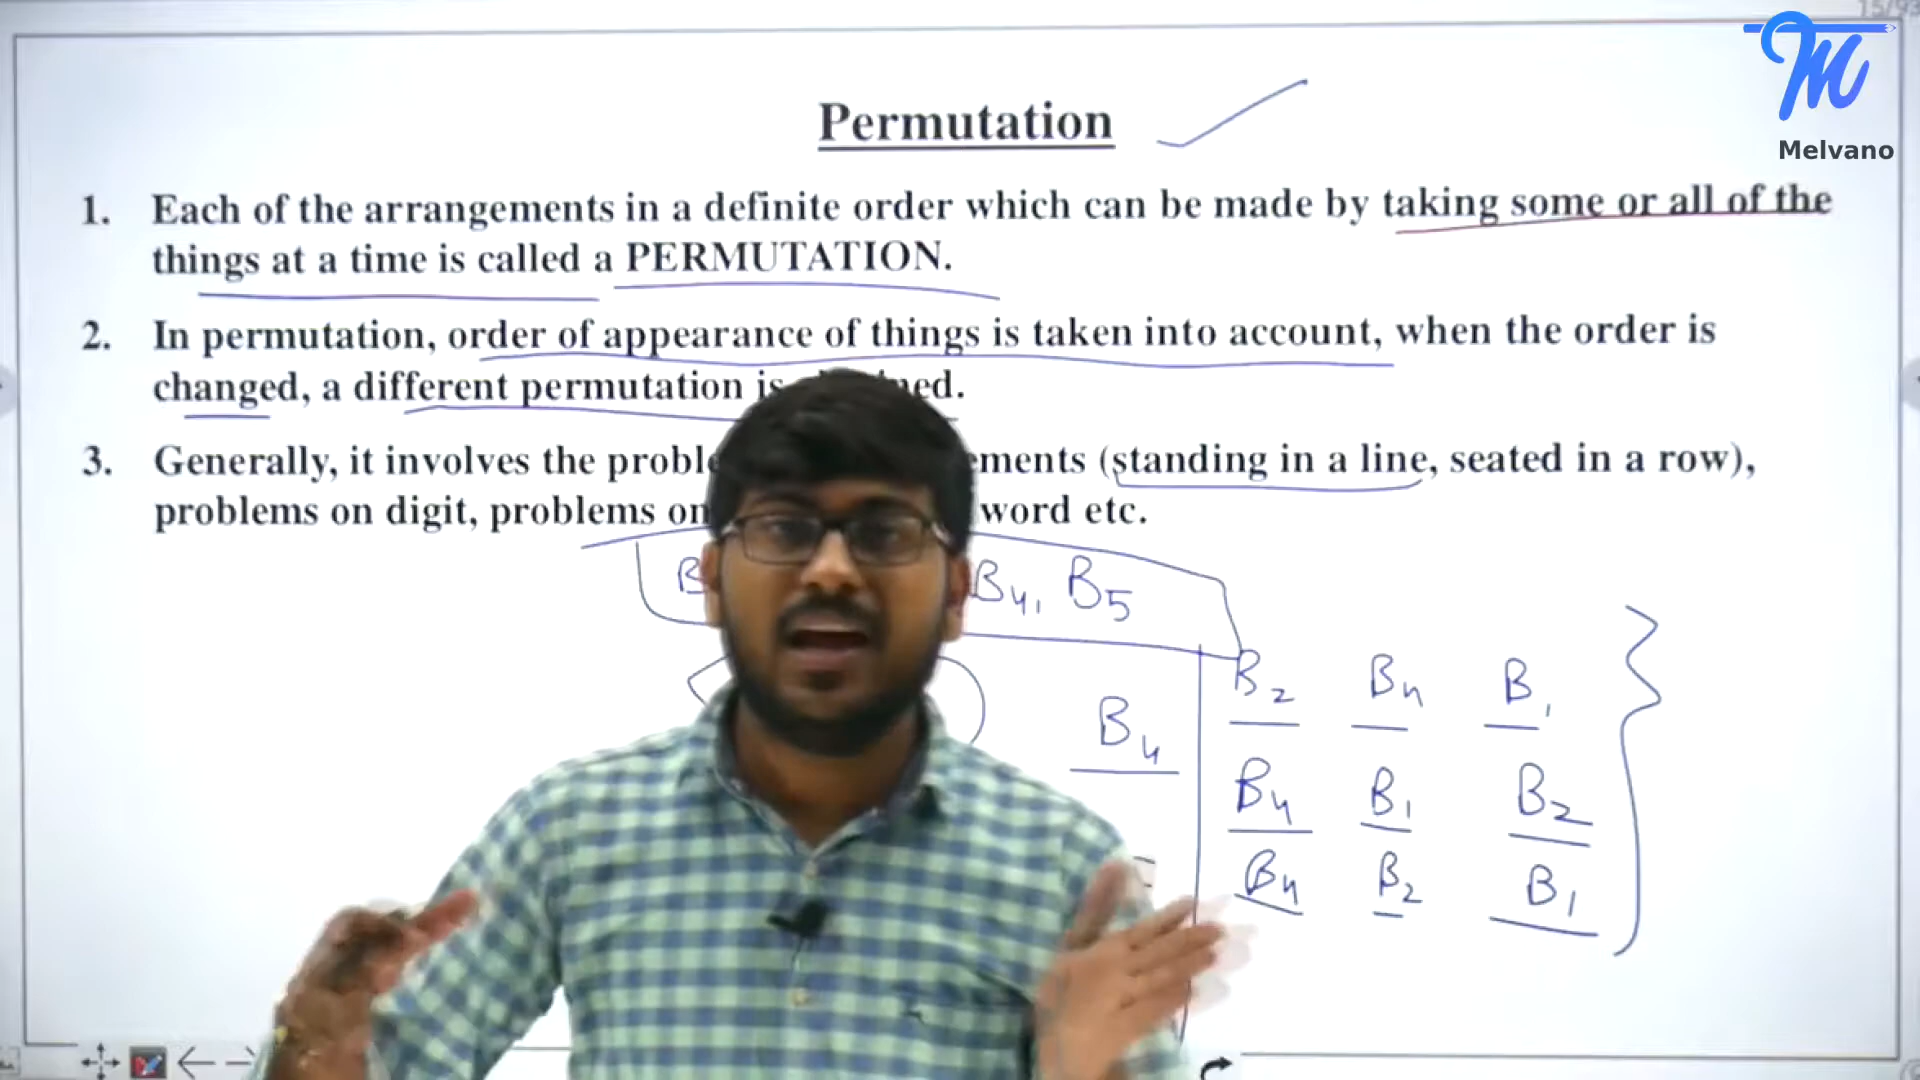 15/93
Melvano
Permutation
1. Each of the arrangements in a definite order which can be made by taking some or all of the
things at a time is called a PERMUTATION.
2. In permutation, order of appearance of things is taken into account, when the order is
changed, a different permutation is
3. Generally, it involves the (standing in a line, seated in a row),
problems on digit, problems on word etc.
B B4, B5
B4
B2 B4 B1
B4 B1 B2
B4 B2 B1